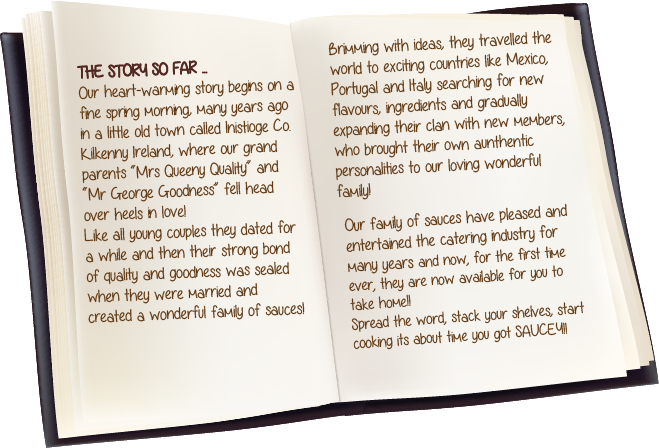 THE STORY SO FAR ...
Our heart-warming story begins on a
fine spring morning, many years ago
in a little old town called Inistioge Co.
Kilkenny Ireland, where our grand
parents "Mrs Queeny Quality" and
"Mr George Goodness" fell head
over heels in love!
Like all young couples they dated for
a while and then their strong bond
of quality and goodness was sealed
when they were married and
created a wonderful family of sauces!
Brimming with ideas, they travelled the
world to exciting countries like Mexico,
Portugal and Italy searching for new
flavours, ingredients and gradually
expanding their clan with new members,
who brought their own aunthentic
personalities to our loving wonderful
family!
Our family of sauces have pleased and
entertained the catering industry for
many years and now, for the first time
ever, they are now available for you to
take home!!
Spread the word, stack your shelves, start
cooking its about time you got SAUCEY!!!